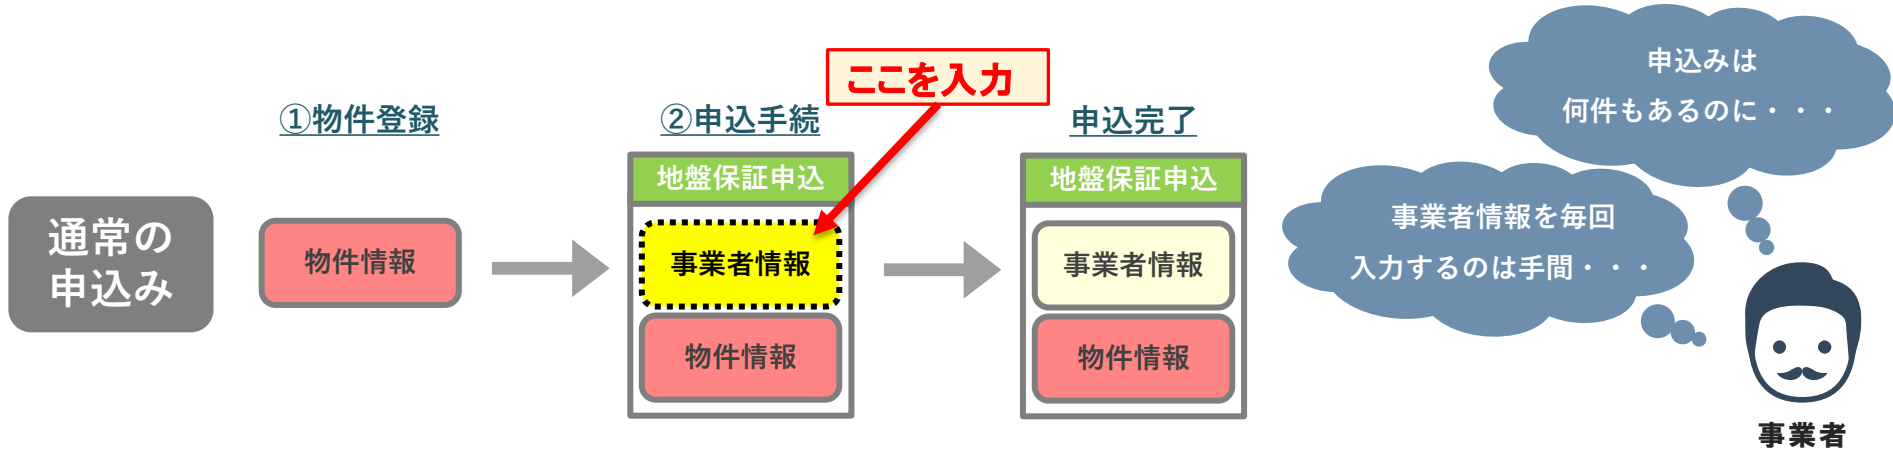 通常の
申込み
①物件登録
物件情報
ここを入力
②申込手続
地盤保証申込
事業者情報
物件情報
申込完了
地盤保証申込
事業者情報
物件情報
申込みは
何件もあるのに・・・
事業者情報を毎回
入力するのは手間・・・
事業者